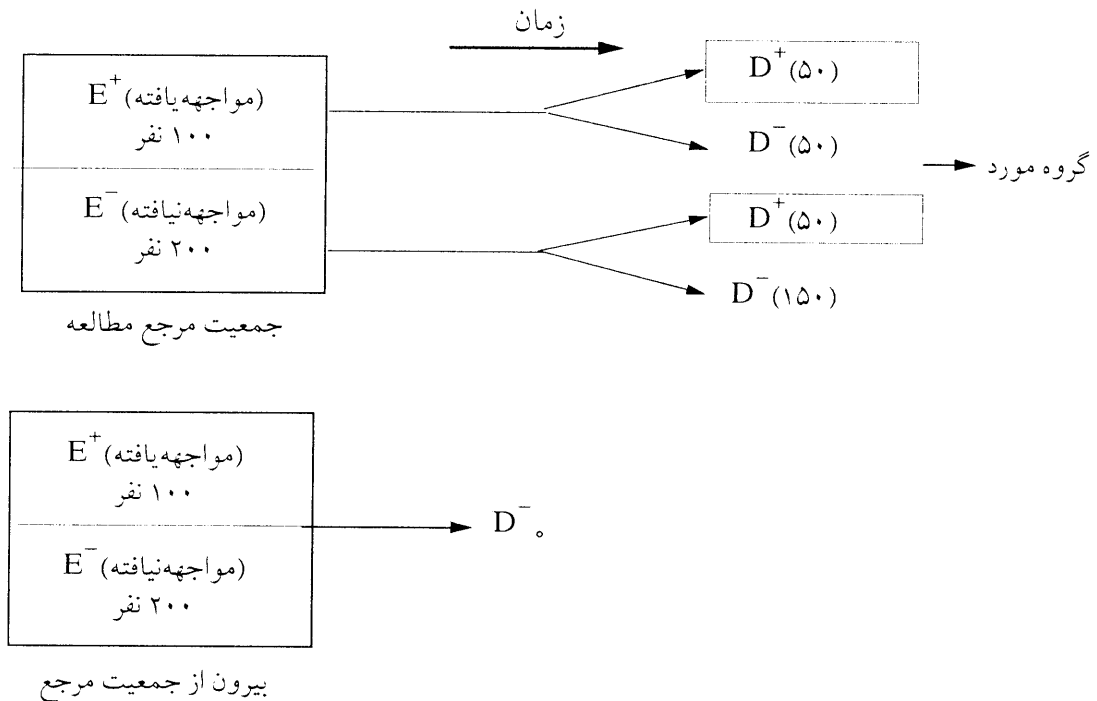 زمان
E⁺(مواجهه‌یافته)
۱۰۰ نفر
E⁻(مواجهه‌نیافته)
۲۰۰ نفر
جمعیت مرجع مطالعه
D⁺(۵۰)
D⁻(۵۰)
گروه مورد
D⁺(۵۰)
D⁻(۱۵۰)
E⁺(مواجهه‌یافته)
۱۰۰ نفر
E⁻(مواجهه‌نیافته)
۲۰۰ نفر
D⁻。
بیرون از جمعیت مرجع